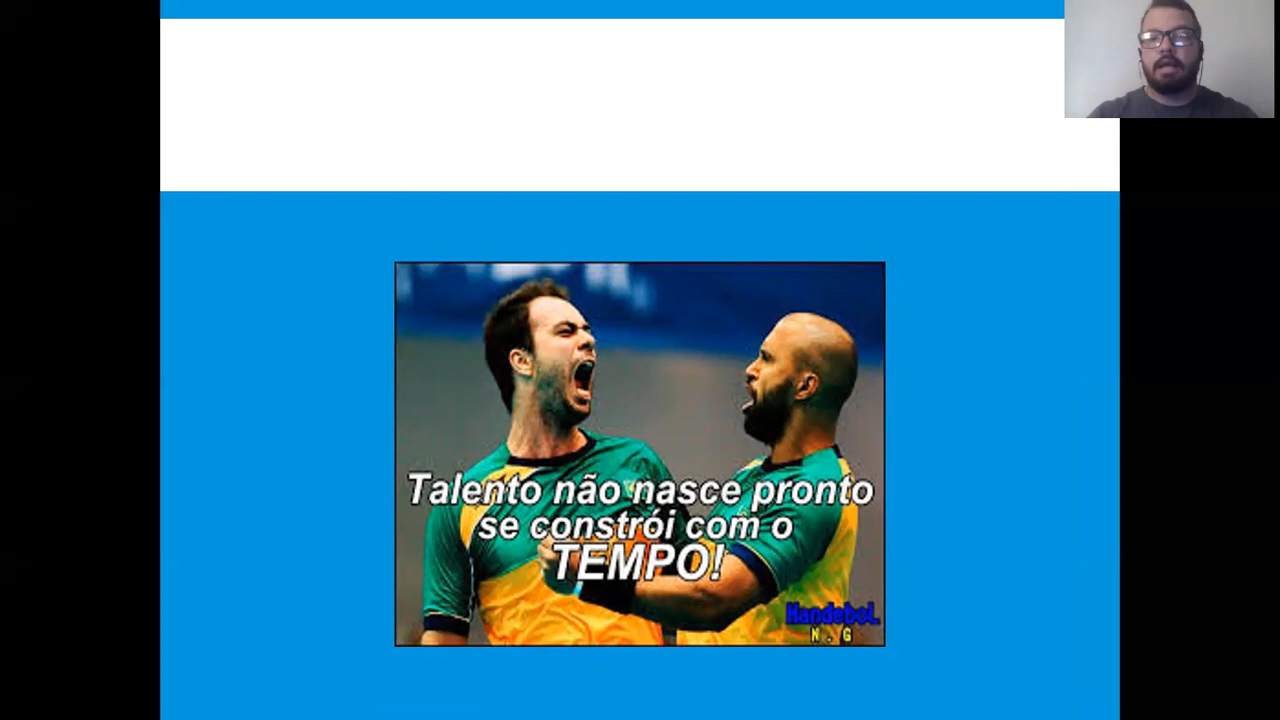 Talento não nasce pronto
se constrói com o
TEMPO!
Handebol
N.G